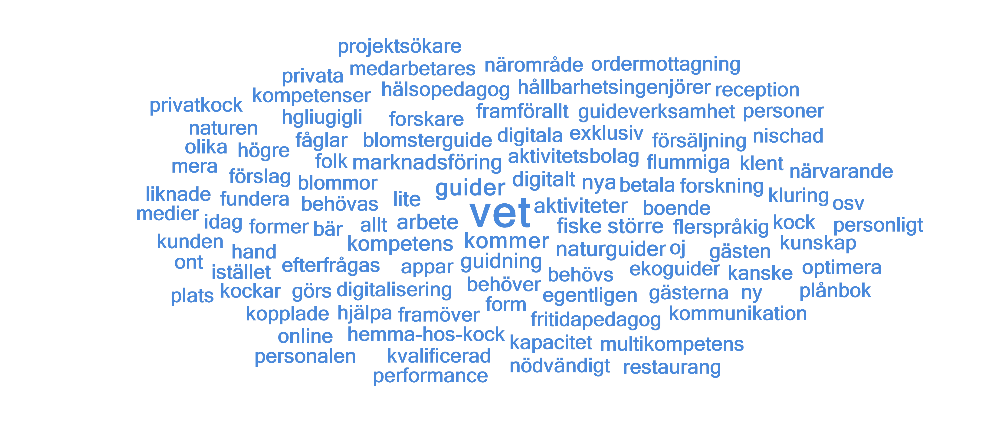 projektsökare
privata medarbetares närområde ordermottagning
privatkock kompetenser hälsopedagog hållbarhetsingenjörer reception
naturen hgliugigli forskare framförallt guideverksamhet personer
olika högre fåglar blomsterguide digitala exklusiv försäljning nischad
mera förslag folk marknadsföring aktivitetsbolag flummiga klent närvarande
liknade fundera blommor guider digitalt nya betala forskning kluring osv
medier idag behövas lite vet aktiviteter boende
former bär allt arbete fiske större flerspråkig kock personligt
kunden hand kompetens kommer naturguider oj gästen kunskap
ont istället efterfrågas appar guidning behövs ekoguider kanske optimera
plats kockar görs digitalisering behöver egentligen gästerna ny plånbok
kopplade hjälpa framöver form fritidapedagog kommunikation
online hemma-hos-kock kapacitet multikompetens
personalen kvalificerad nödvändigt restaurang
performance